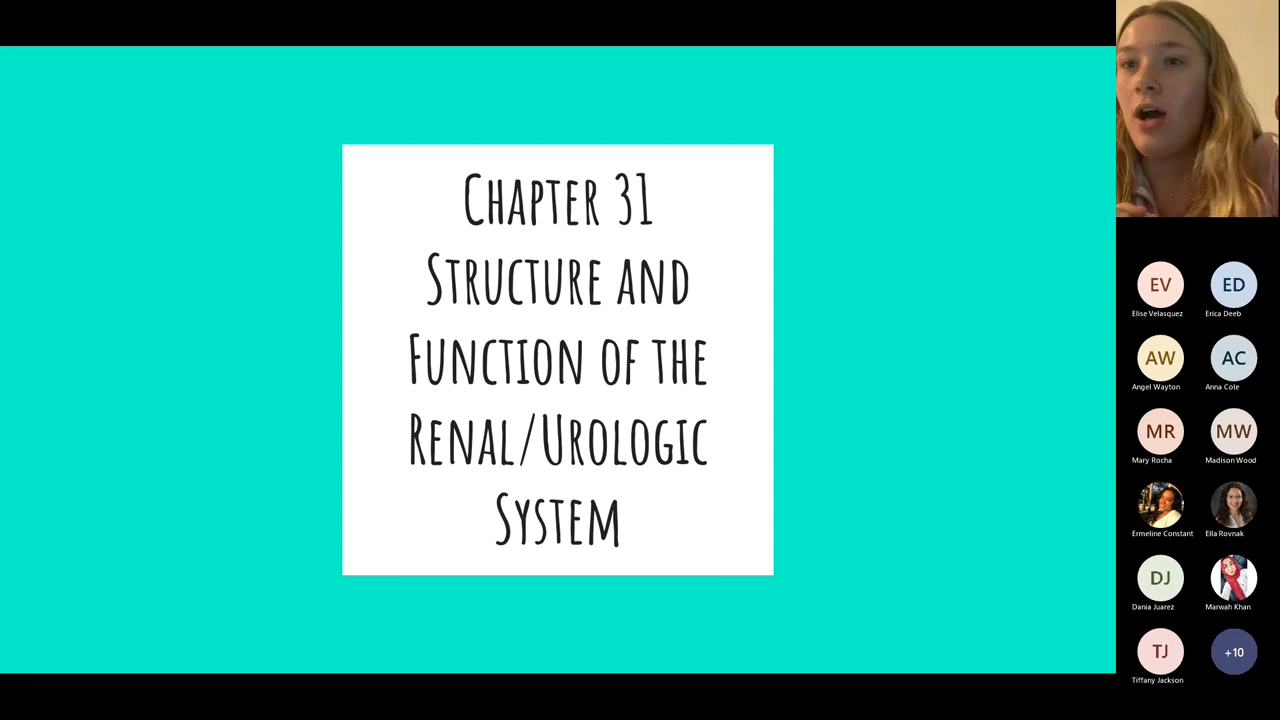 Chapter 31
Structure and
Function of the
Renal/Urologic
System
EV
ED
Elise Velasquez
Erica Deeb
AW
AC
Angel Wayton
Anna Cole
MR
MW
Mary Rocha
Madison Wood
Ermeline Constant
Ella Rovnak
DJ
Dania Juarez
Marwah Khan
TJ
+10
Tiffany Jackson